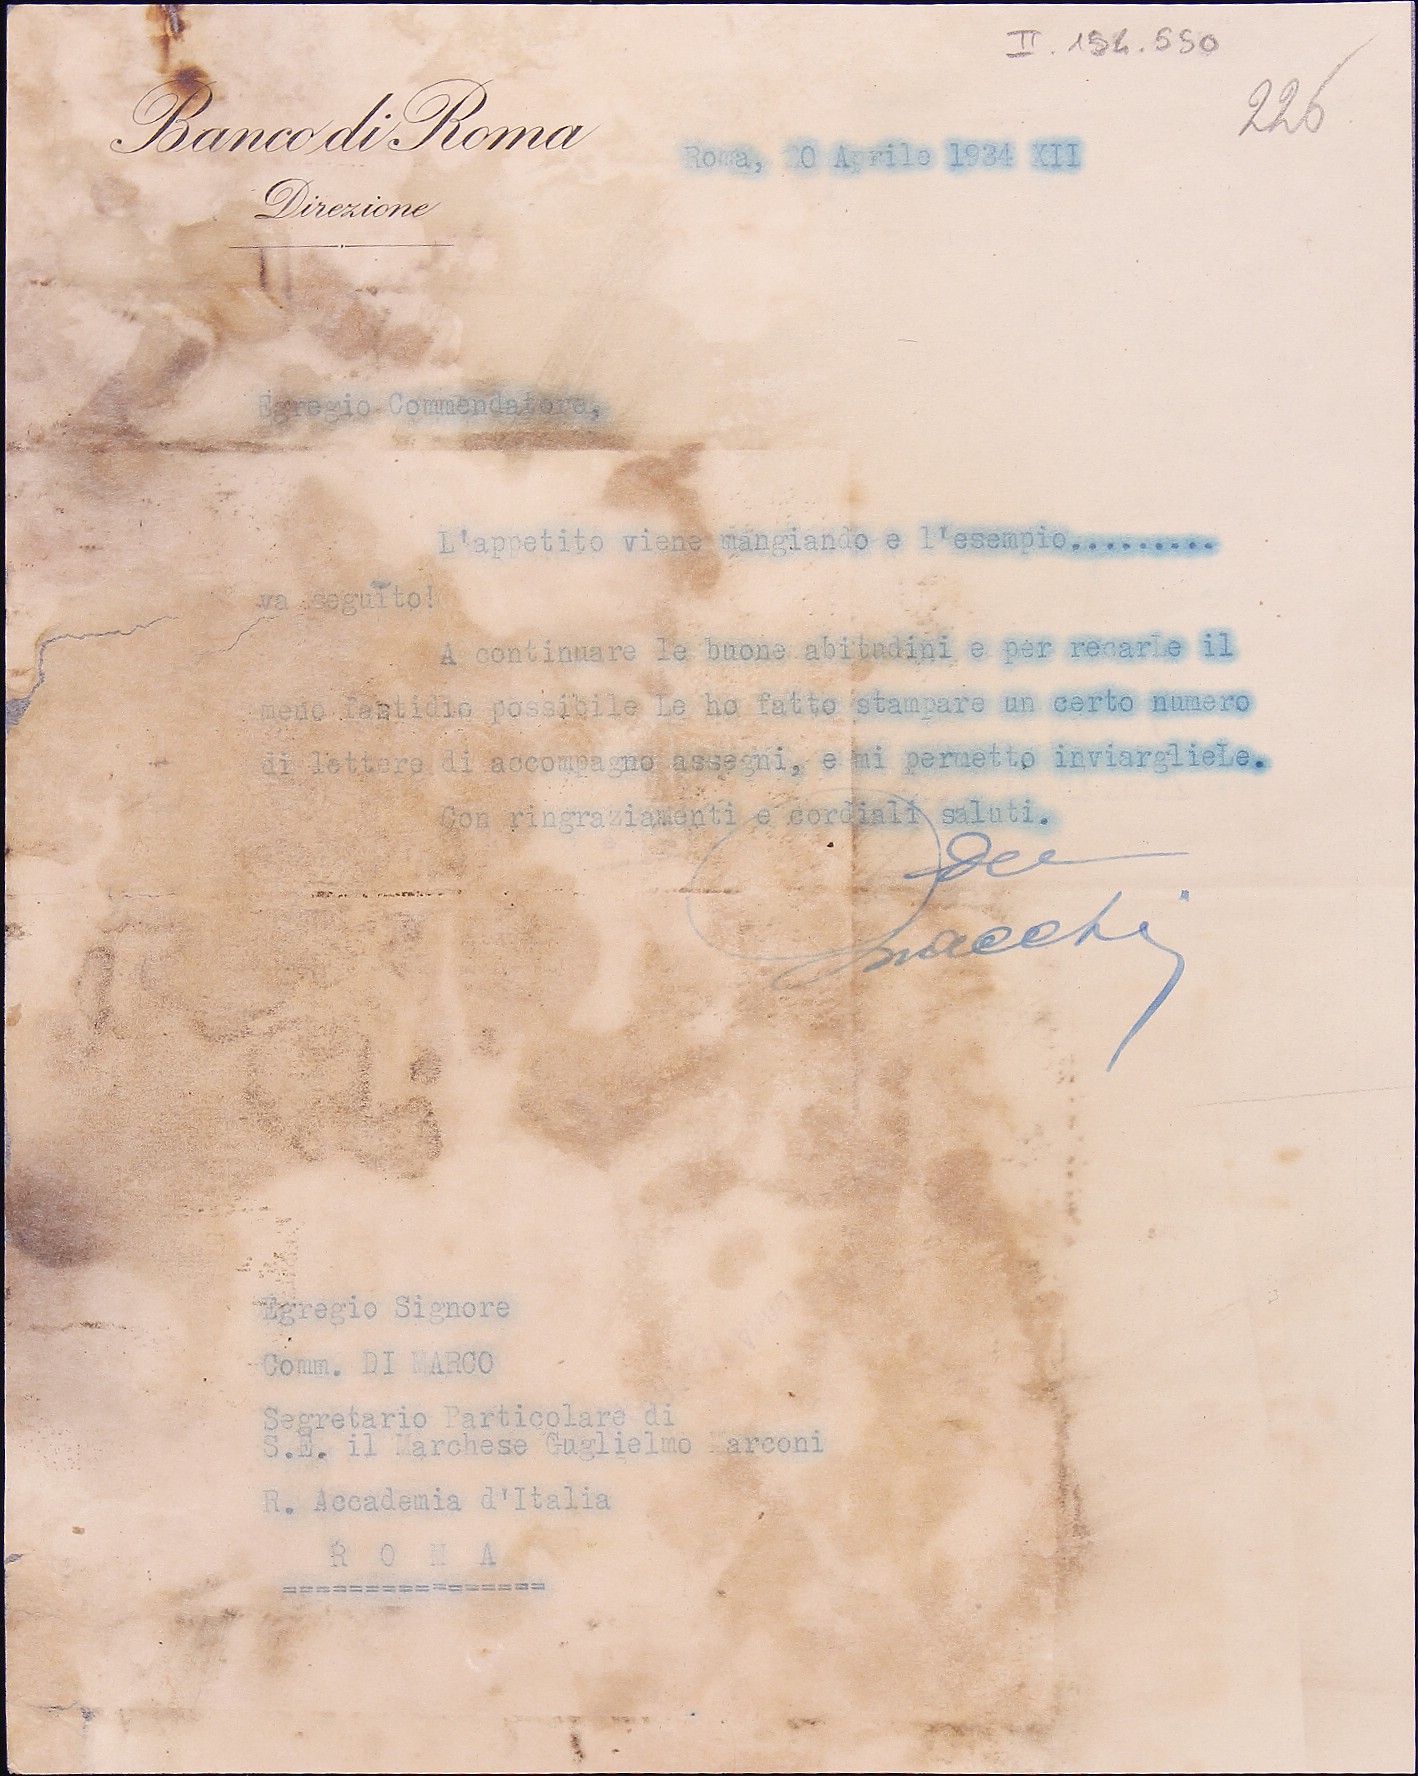 II. 154.550
226
Banco di Roma
Direzione
Roma, 0 Aprile 1934 XII
Egregio Commendatore,
L'appetito viene mangiando e l'esempio.........
va seguito!
A continuare le buone abitudini e per recarLe il
meno fastidio possibile Le ho fatto stampare un certo numero
di lettere di accompagno assegni, e mi permetto inviarglieLe.
Con ringraziamenti e cordiali saluti.
Egregio Signore
Comm. DI MARCO
Segretario Particolare di
S.E. il Marchese Guglielmo Marconi
R. Accademia d'Italia
R O M A
================